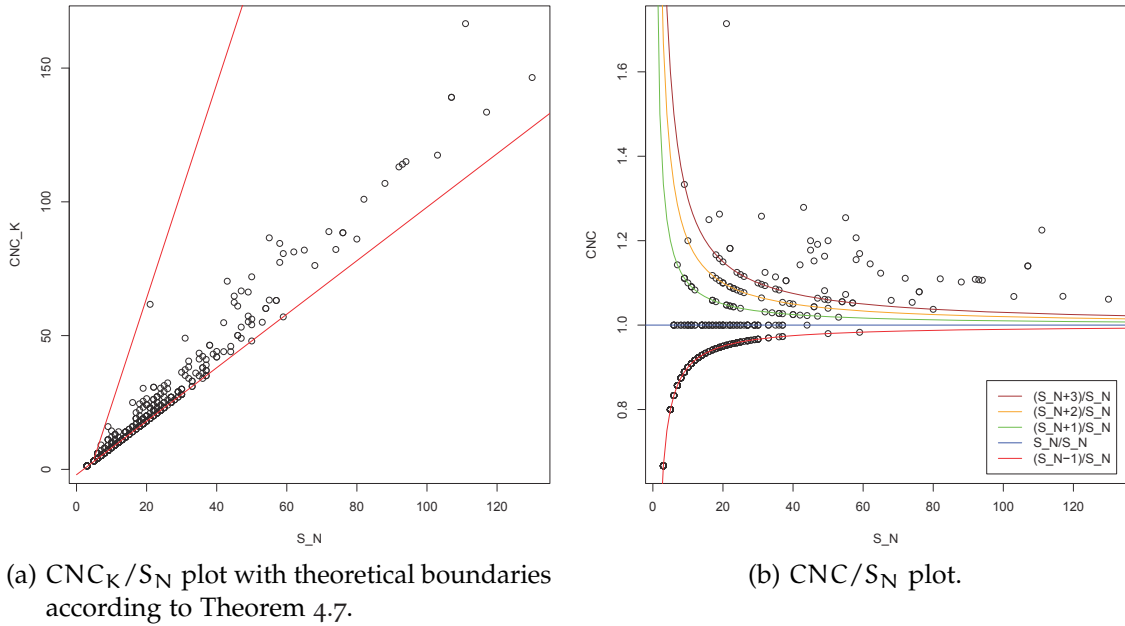 CNC_K
150
100
50
0
0 20 40 60 80 100 120
S_N
(a) CNC_K/S_N plot with theoretical boundaries
according to Theorem 4.7.
CNC
1.6
1.4
1.2
1.0
0.8
(S_N+3)/S_N
(S_N+2)/S_N
(S_N+1)/S_N
S_N/S_N
(S_N−1)/S_N
0 20 40 60 80 100 120
S_N
(b) CNC/S_N plot.